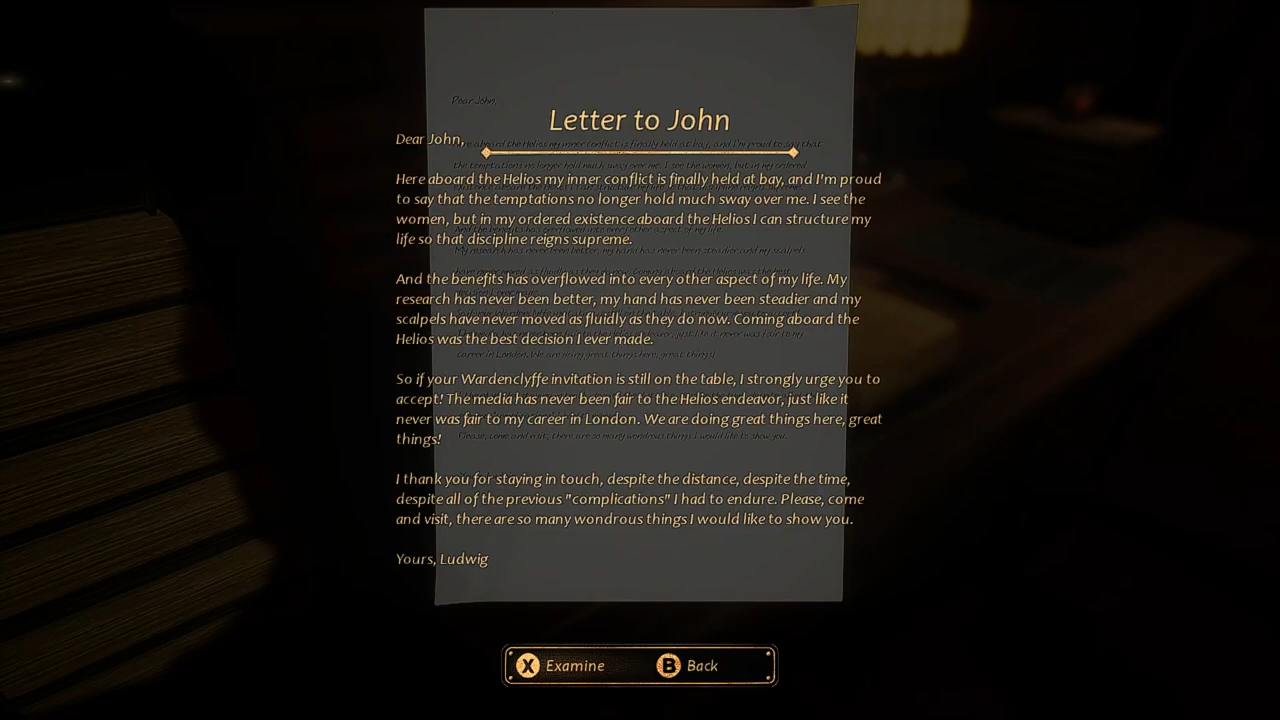 Letter to John
Dear John,
Here aboard the Helios my inner conflict is finally held at bay, and I'm proud
to say that the temptations no longer hold much sway over me. I see the
women, but in my ordered existence aboard the Helios I can structure my
life so that discipline reigns supreme.
And the benefits has overflowed into every other aspect of my life. My
research has never been better, my hand has never been steadier and my
scalpels have never moved as fluidly as they do now. Coming aboard the
Helios was the best decision I ever made.
So if your Wardenclyffe invitation is still on the table, I strongly urge you to
accept! The media has never been fair to the Helios endeavor, just like it
never was fair to my career in London. We are doing great things here, great
things!
I thank you for staying in touch, despite the distance, despite the time,
despite all of the previous "complications" I had to endure. Please, come
and visit, there are so many wondrous things I would like to show you.
Yours, Ludwig
X Examine B Back